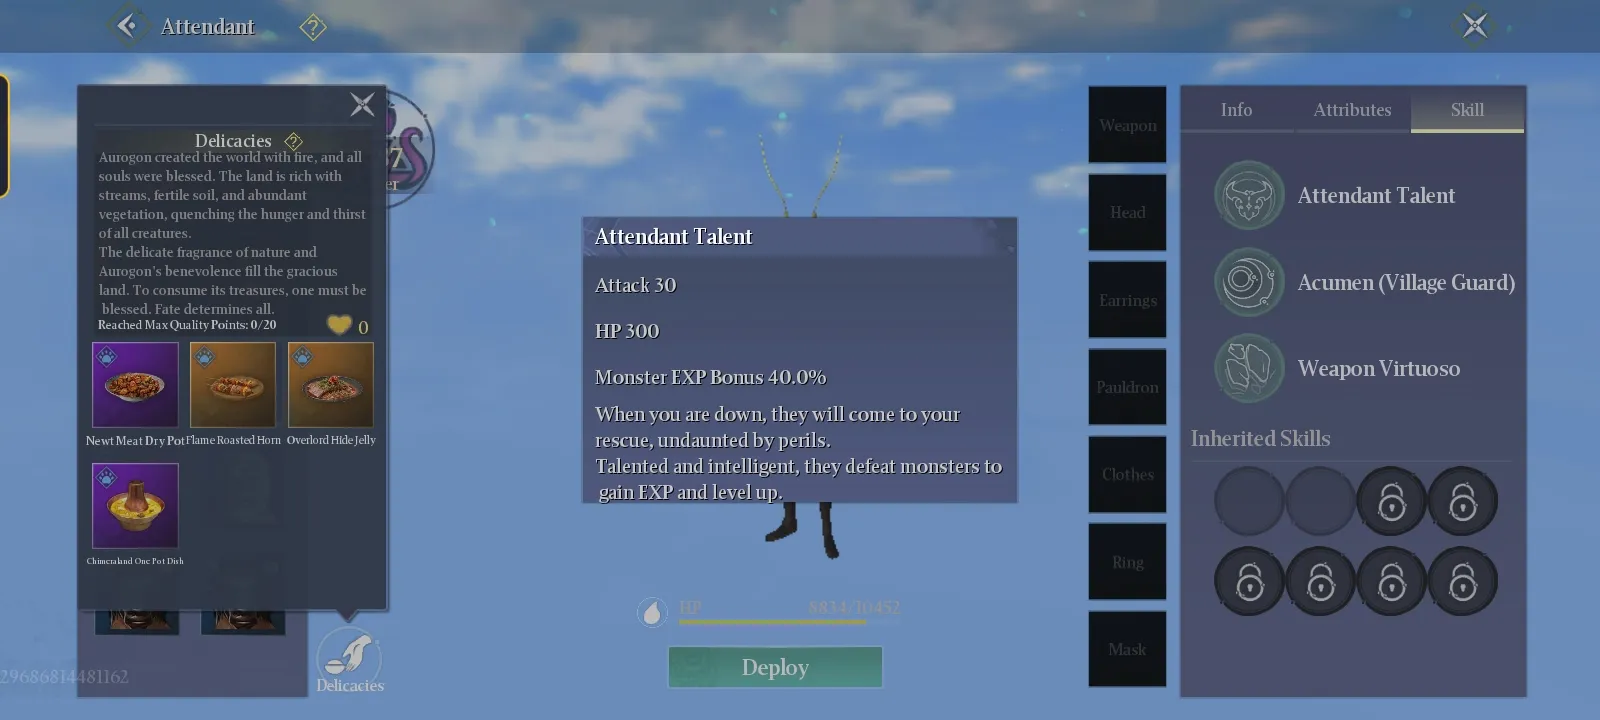 Attendant
?
Delicacies ?
Aurogon created the world with fire, and all
souls were blessed. The land is rich with
streams, fertile soil, and abundant
vegetation, quenching the hunger and thirst
of all creatures.
The delicate fragrance of nature and
Aurogon's benevolence fill the gracious
land. To consume its treasures, one must be
blessed. Fate determines all.
Reached Max Quality Points: 0/20
0
Newt Meat Dry Pot
Flame Roasted Horn
Overlord Hide Jelly
Chimeraland One Pot Dish
7
er
29686814481162
Delicacies
Attendant Talent
Attack 30
HP 300
Monster EXP Bonus 40.0%
When you are down, they will come to your
rescue, undaunted by perils.
Talented and intelligent, they defeat monsters to
gain EXP and level up.
HP
8834/10452
Deploy
Weapon
Head
Earrings
Pauldron
Clothes
Ring
Mask
Info
Attributes
Skill
Attendant Talent
Acumen (Village Guard)
Weapon Virtuoso
Inherited Skills